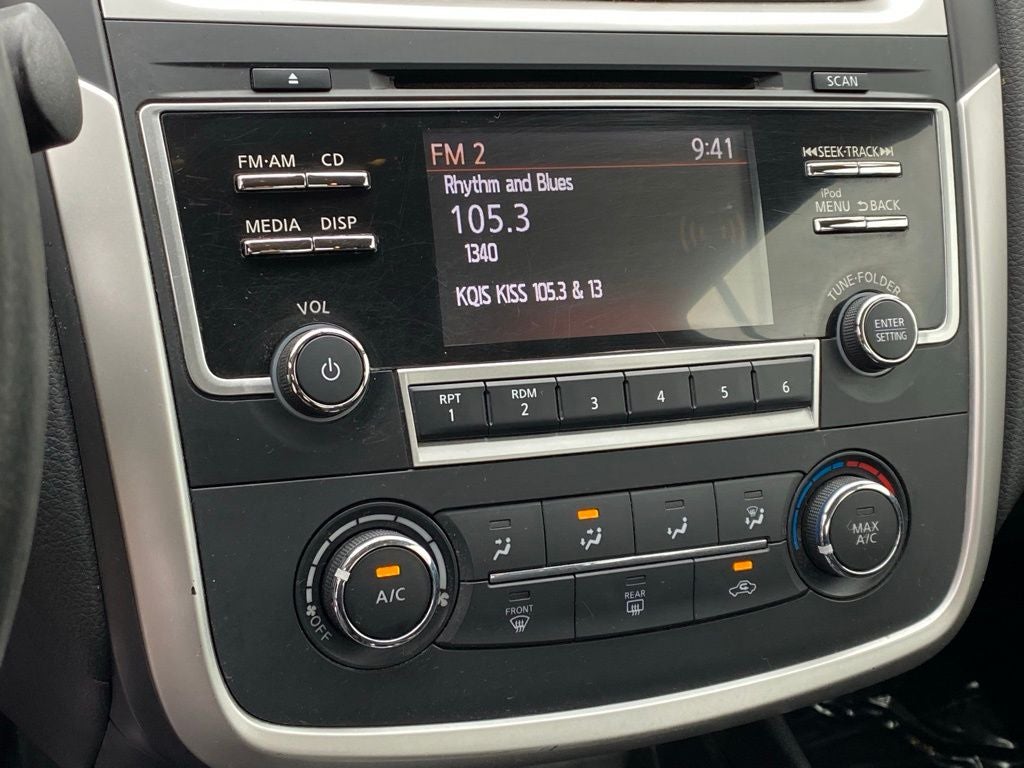 SCAN
FM·AM CD
MEDIA DISP
VOL
FM 2 9:41
Rhythm and Blues
105.3
1340
KQIS KISS 105.3 & 13
SEEK·TRACK
iPod
MENU BACK
TUNE·FOLDER
ENTER
SETTING
RPT RDM
1 2 3 4 5 6
A/C
OFF
FRONT
REAR
MAX
A/C